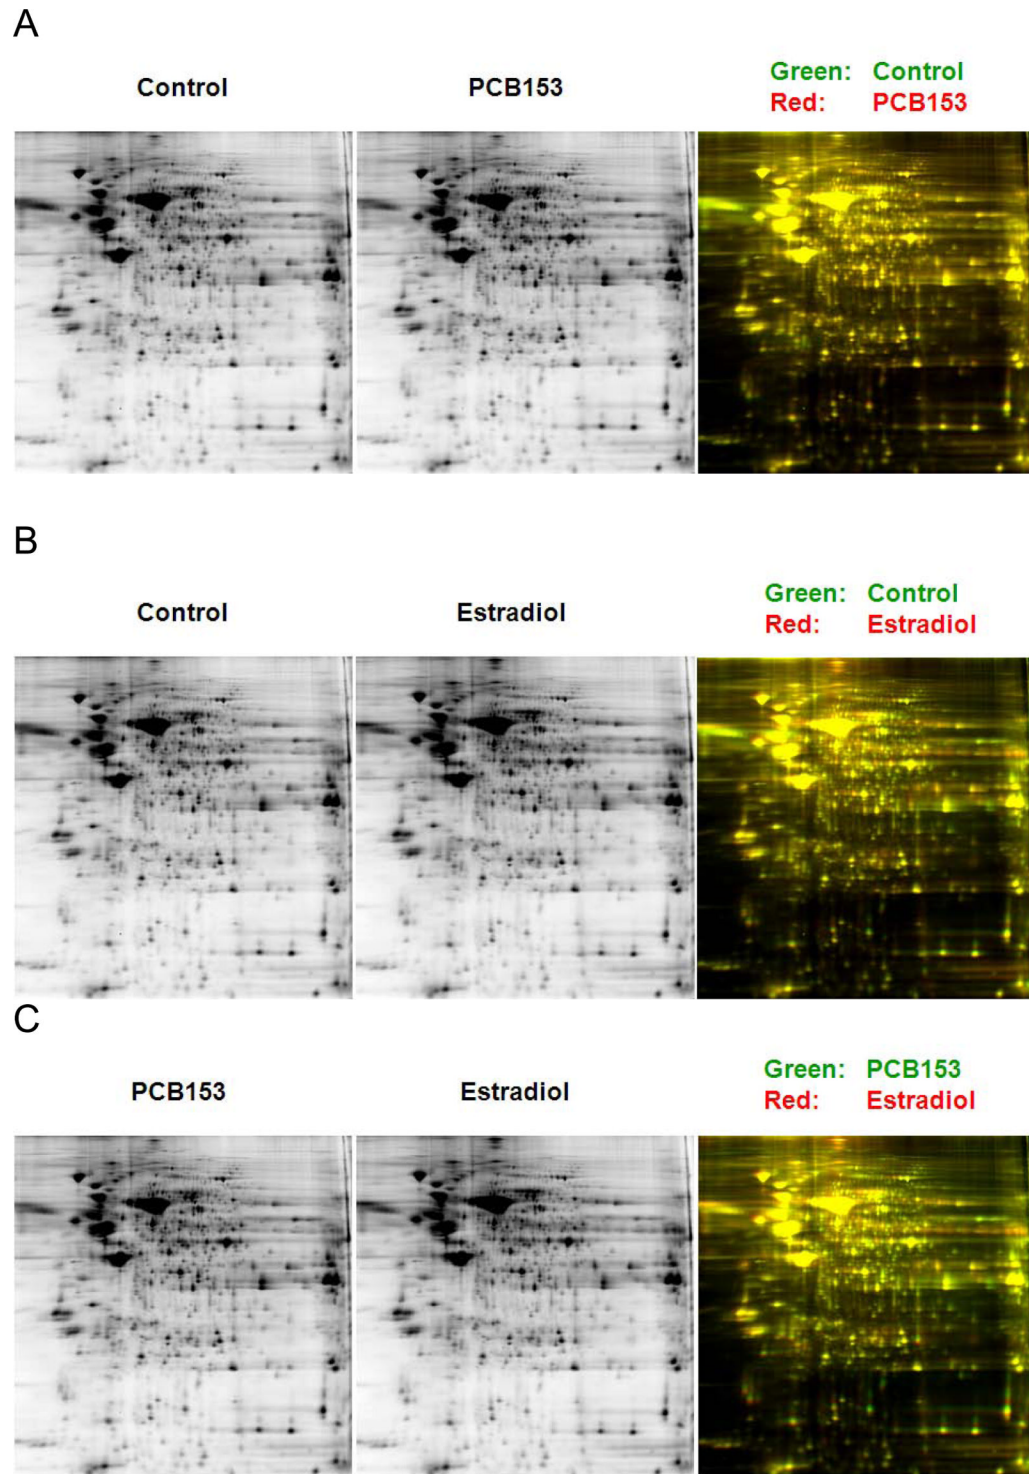 A
Control
PCB153
Green: Control
Red: PCB153
B
Control
Estradiol
Green: Control
Red: Estradiol
C
PCB153
Estradiol
Green: PCB153
Red: Estradiol